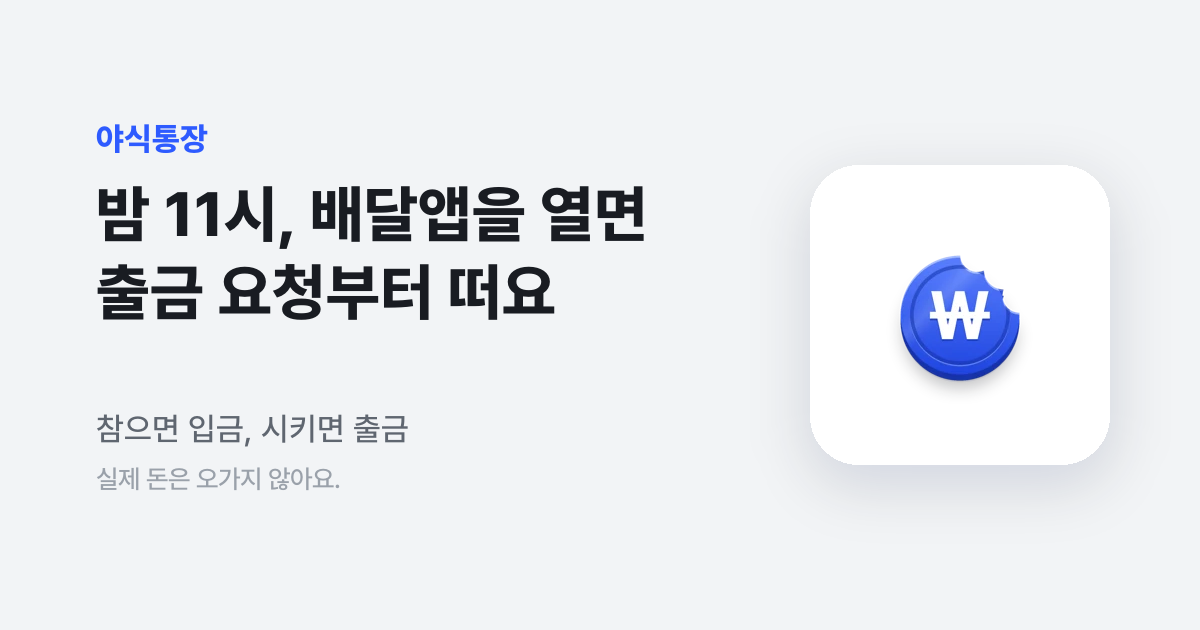 야식통장
밤 11시, 배달앱을 열면
출금 요청부터 떠요
참으면 입금, 시키면 출금
실제 돈은 오가지 않아요.
₩